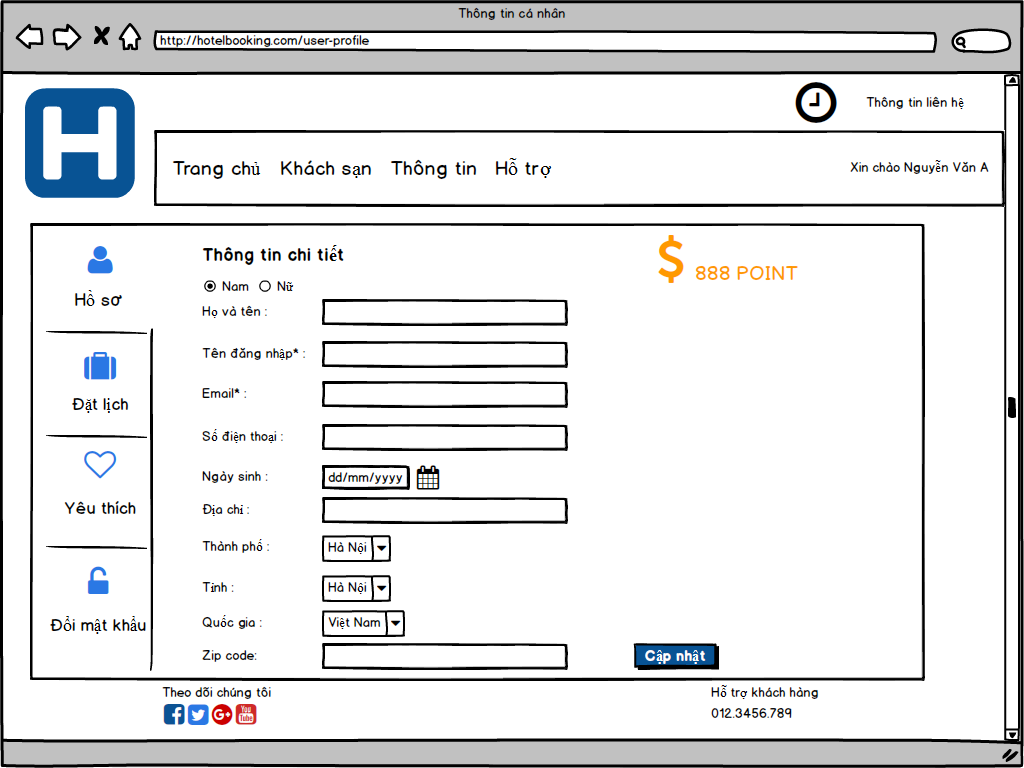 Thông tin cá nhân
http://hotelbooking.com/user-profile
H
Thông tin liên hệ
Trang chủ Khách sạn Thông tin Hỗ trợ
Xin chào Nguyễn Văn A
Hồ sơ
Đặt lịch
Yêu thích
Đổi mật khẩu
Thông tin chi tiết
$ 888 POINT
Nam Nữ
Họ và tên :
Tên đăng nhập* :
Email* :
Số điện thoại :
Ngày sinh : dd/mm/yyyy
Địa chỉ :
Thành phố : Hà Nội
Tỉnh : Hà Nội
Quốc gia : Việt Nam
Zip code:
Cập nhật
Theo dõi chúng tôi
f G+ You Tube
Hỗ trợ khách hàng
012.3456.789